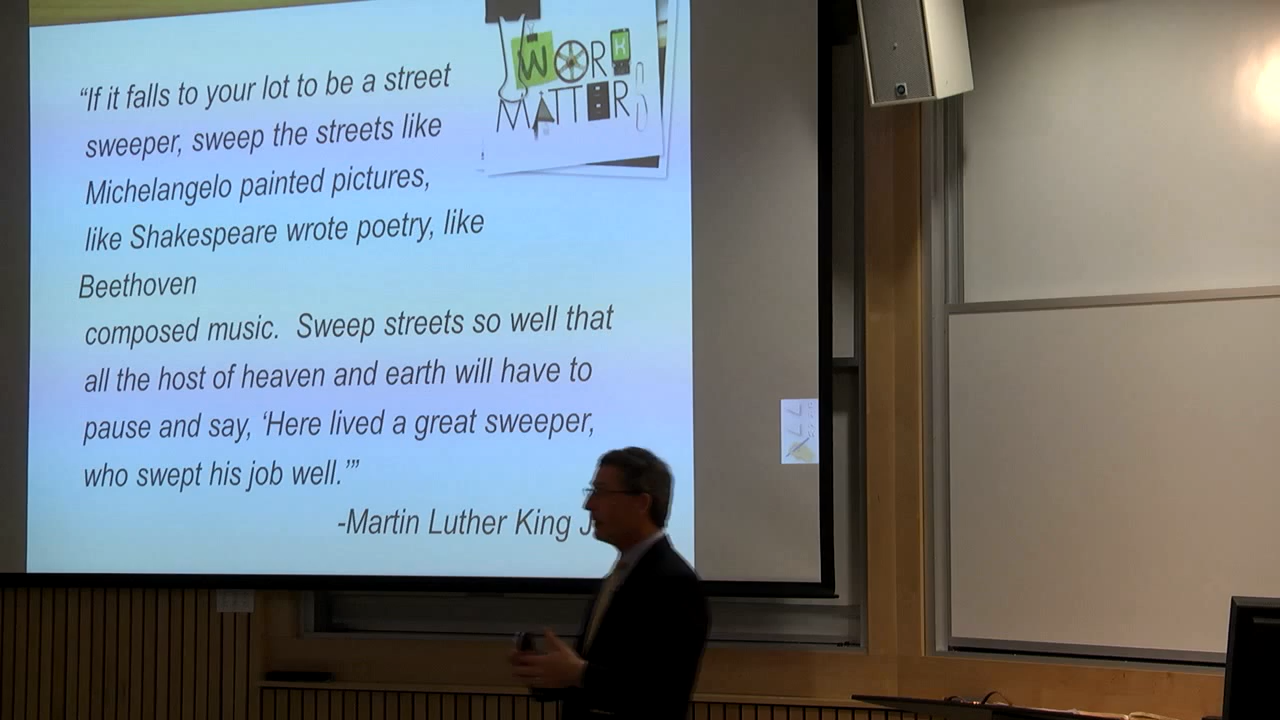 “If it falls to your lot to be a street
sweeper, sweep the streets like
Michelangelo painted pictures,
like Shakespeare wrote poetry, like
Beethoven
composed music.  Sweep streets so well that
all the host of heaven and earth will have to
pause and say, ‘Here lived a great sweeper,
who swept his job well.’”
-Martin Luther King J
WORK
MATTERS